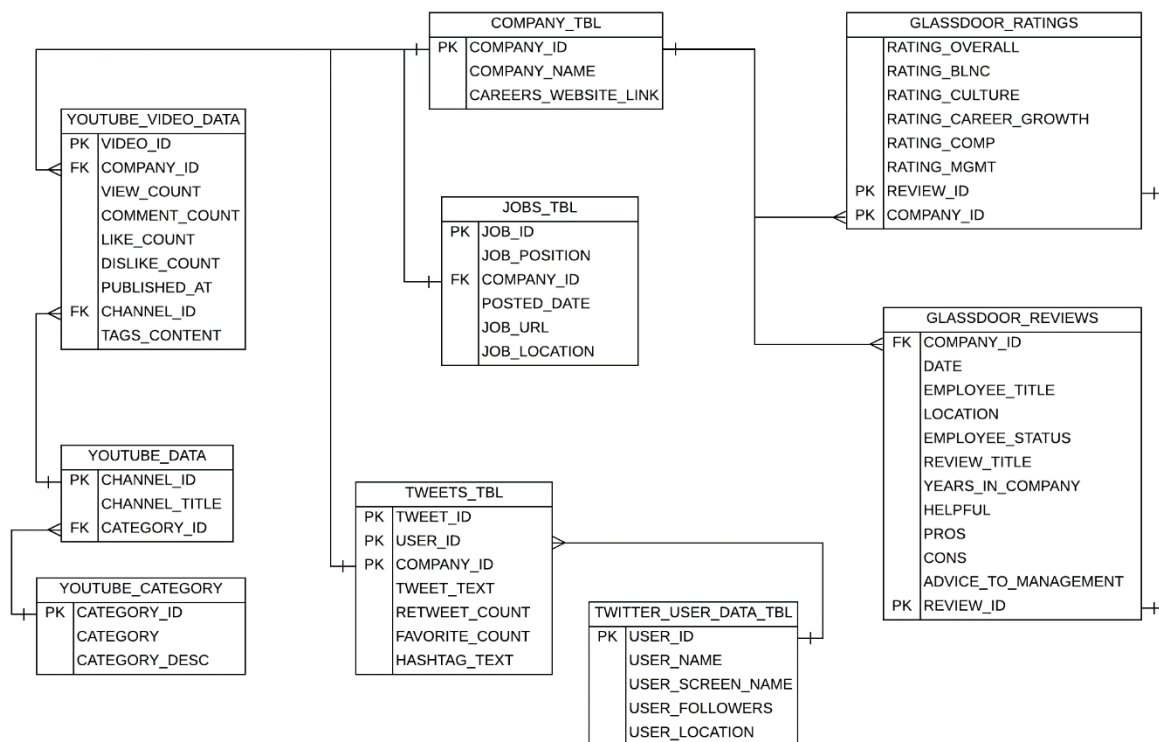 COMPANY_TBL
PK COMPANY_ID
COMPANY_NAME
CAREERS_WEBSITE_LINK
GLASSDOOR_RATINGS
RATING_OVERALL
RATING_BLNC
RATING_CULTURE
RATING_CAREER_GROWTH
RATING_COMP
RATING_MGMT
PK REVIEW_ID
PK COMPANY_ID
YOUTUBE_VIDEO_DATA
PK VIDEO_ID
FK COMPANY_ID
VIEW_COUNT
COMMENT_COUNT
LIKE_COUNT
DISLIKE_COUNT
PUBLISHED_AT
FK CHANNEL_ID
TAGS_CONTENT
JOBS_TBL
PK JOB_ID
JOB_POSITION
FK COMPANY_ID
POSTED_DATE
JOB_URL
JOB_LOCATION
GLASSDOOR_REVIEWS
FK COMPANY_ID
DATE
EMPLOYEE_TITLE
LOCATION
EMPLOYEE_STATUS
REVIEW_TITLE
YEARS_IN_COMPANY
HELPFUL
PROS
CONS
ADVICE_TO_MANAGEMENT
PK REVIEW_ID
YOUTUBE_DATA
PK CHANNEL_ID
CHANNEL_TITLE
FK CATEGORY_ID
TWEETS_TBL
PK TWEET_ID
PK USER_ID
PK COMPANY_ID
TWEET_TEXT
RETWEET_COUNT
FAVORITE_COUNT
HASHTAG_TEXT
YOUTUBE_CATEGORY
PK CATEGORY_ID
CATEGORY
CATEGORY_DESC
TWITTER_USER_DATA_TBL
PK USER_ID
USER_NAME
USER_SCREEN_NAME
USER_FOLLOWERS
USER_LOCATION